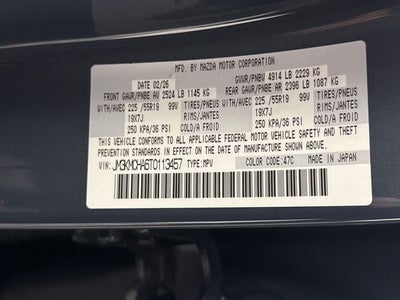 MFD. BY MAZDA MOTOR CORPORATION
DATE: 02/26 GVWR/PNBV 4914 LB 2229 KG
FRONT GAWR/PNBE AV 2524 LB 1145 KG REAR GAWR/PNBE AR 2396 LB 1087 KG
WITH/AVEC 225 /55R19 99V TIRES/PNEUS WITH/AVEC 225 /55R19 99V TIRES/PNEUS
19X7J RIMS/JANTES 19X7J RIMS/JANTES
250 KPA/36 PSI COLD/A FROID 250 KPA/36 PSI COLD/A FROID
THIS VEHICLE CONFORMS TO ALL APPLICABLE FEDERAL MOTOR VEHICLE SAFETY, BUMPER, AND THEFT
PREVENTION STANDARDS IN EFFECT ON THE DATE OF MANUFACTURE SHOWN ABOVE.
VIN: JM3KMCHA6T0113457 TYPE:MPV COLOR CODE:47C MADE IN JAPAN